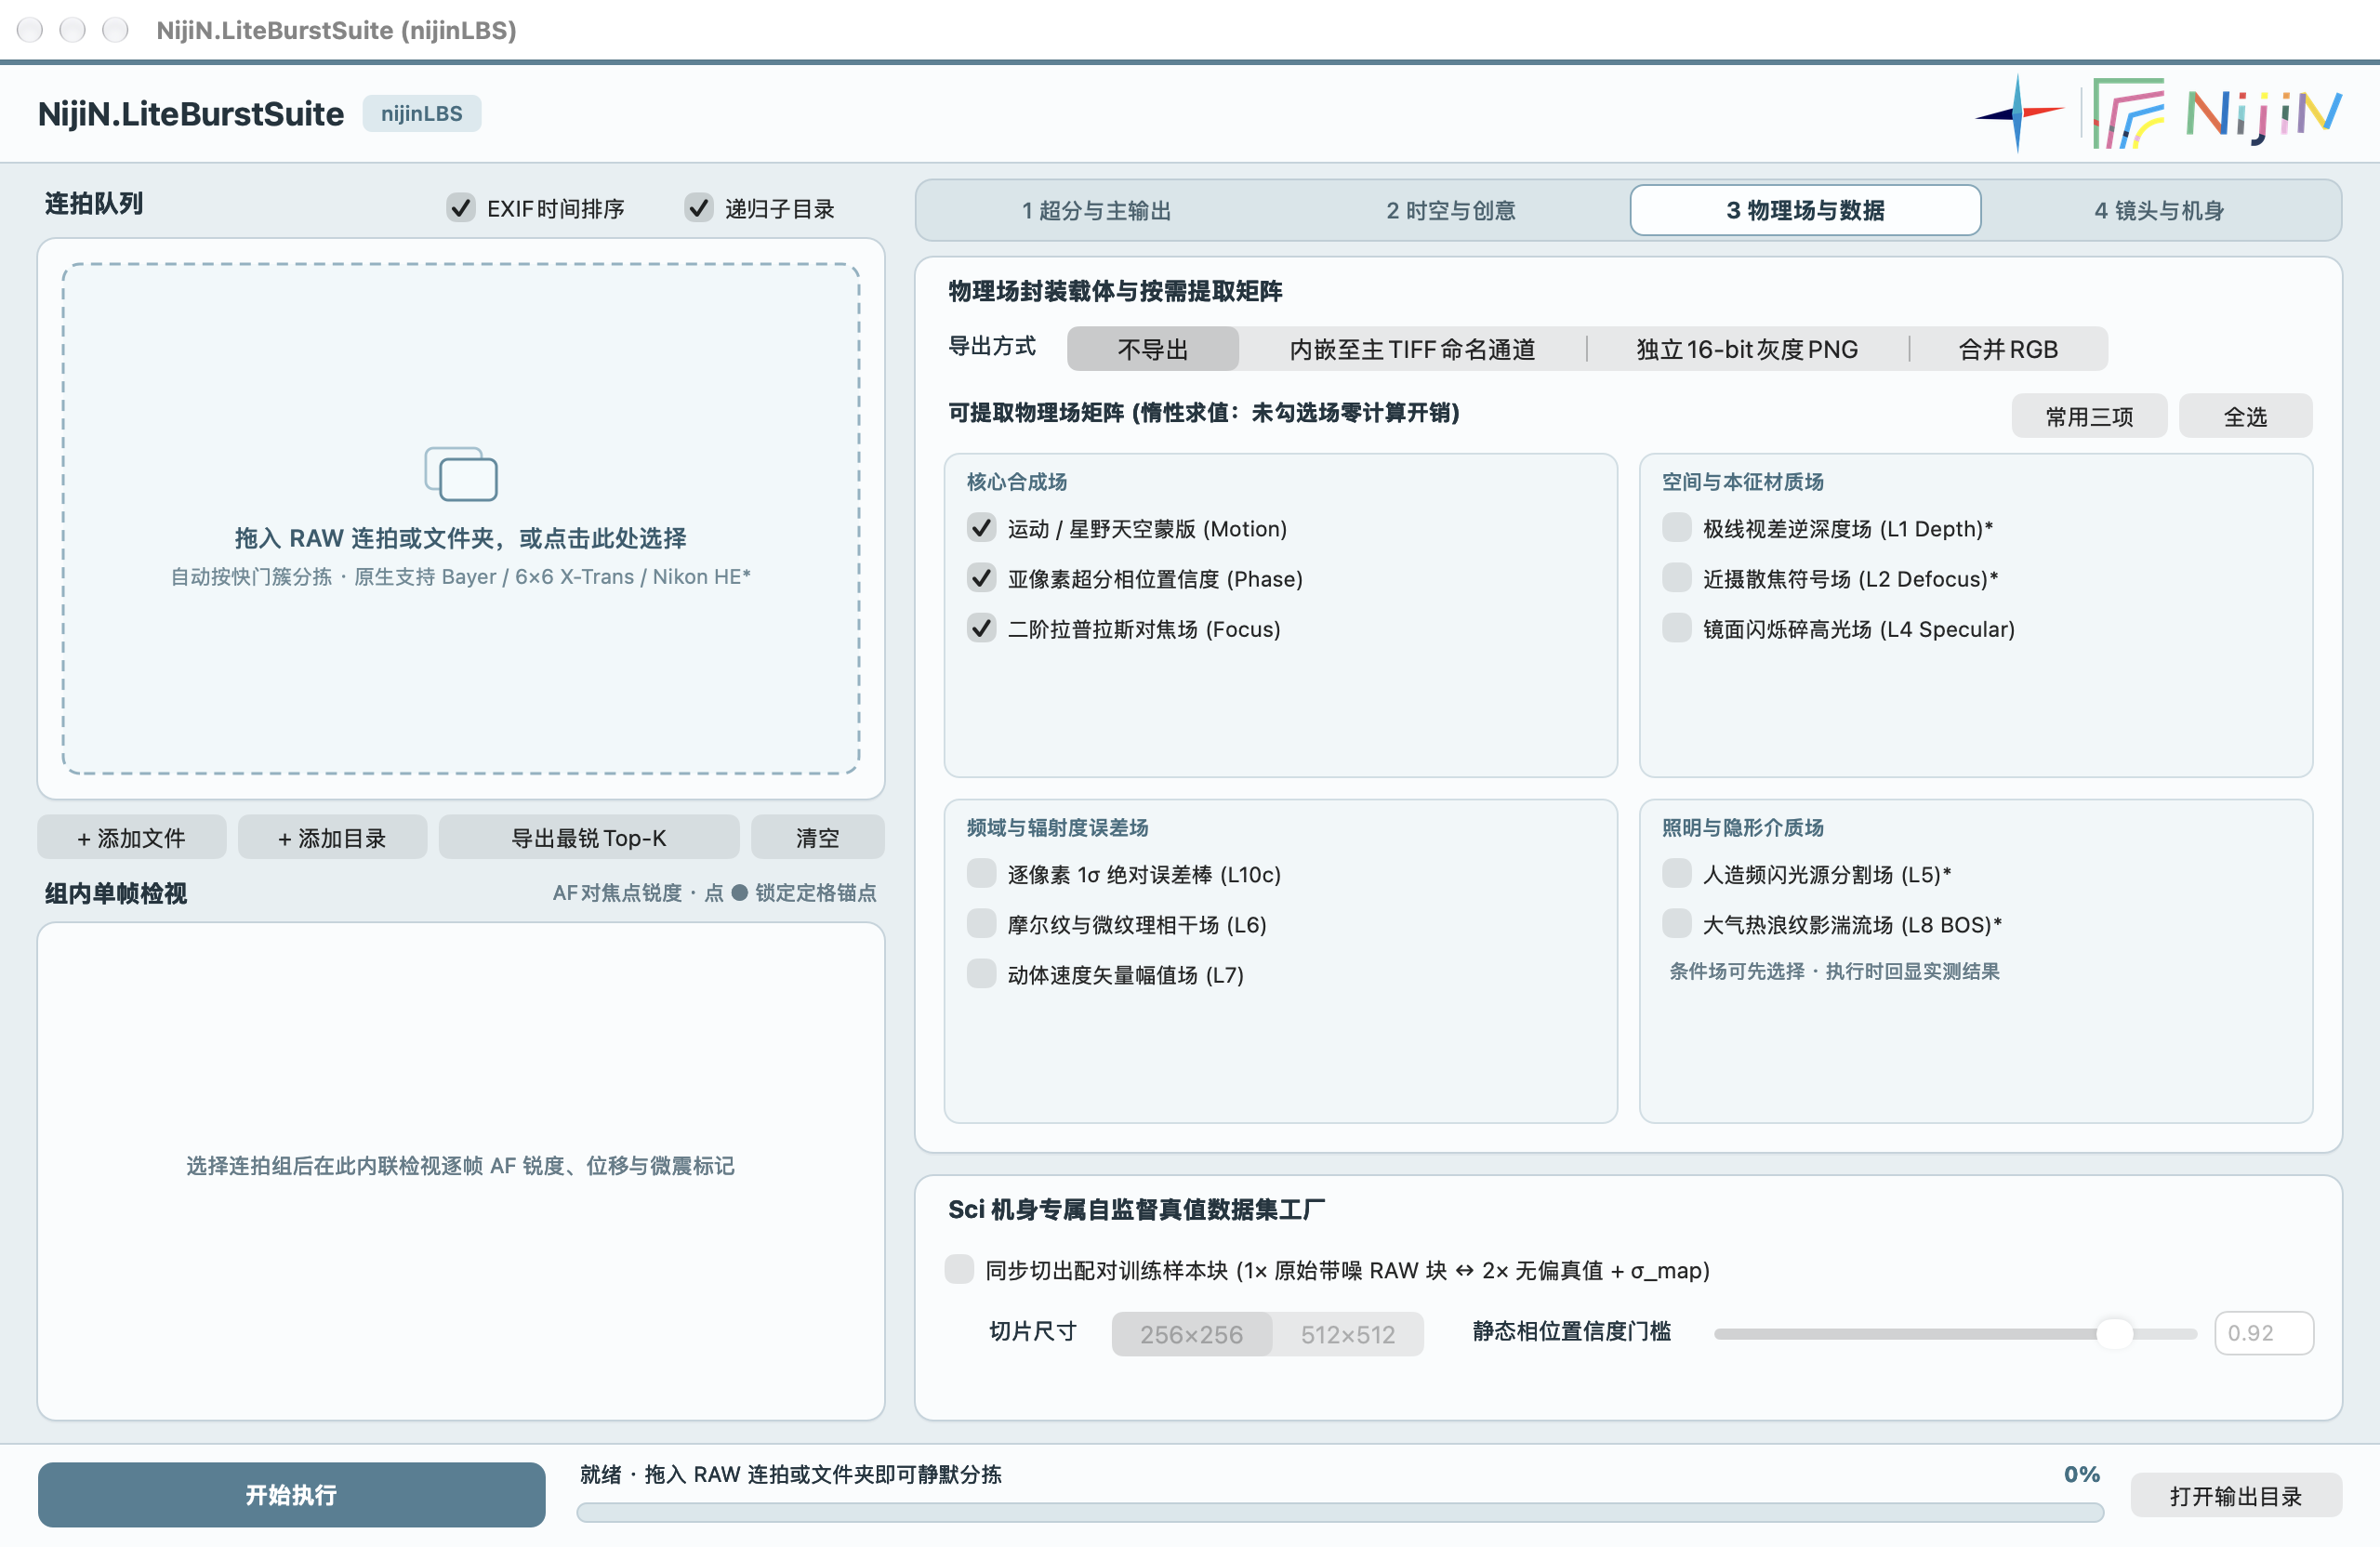 NijiN.LiteBurstSuite (nijinLBS)
NijiN.LiteBurstSuite nijinLBS
NijiN
连拍队列 EXIF时间排序 递归子目录
拖入 RAW 连拍或文件夹，或点击此处选择
自动按快门簇分拣 · 原生支持 Bayer / 6×6 X-Trans / Nikon HE*
+ 添加文件 + 添加目录 导出最锐Top-K 清空
组内单帧检视 AF对焦点锐度 · 点 ● 锁定定格锚点
选择连拍组后在此内联检视逐帧 AF 锐度、位移与微震标记
1 超分与主输出 2 时空与创意 3 物理场与数据 4 镜头与机身
物理场封装载体与按需提取矩阵
导出方式 不导出 内嵌至主TIFF命名通道 独立16-bit灰度PNG 合并RGB
可提取物理场矩阵 (惰性求值：未勾选场零计算开销) 常用三项 全选
核心合成场
运动 / 星野天空蒙版 (Motion)
亚像素超分相位置信度 (Phase)
二阶拉普拉斯对焦场 (Focus)
空间与本征材质场
极线视差逆深度场 (L1 Depth)*
近摄散焦符号场 (L2 Defocus)*
镜面闪烁碎高光场 (L4 Specular)
频域与辐射度误差场
逐像素 1σ 绝对误差棒 (L10c)
摩尔纹与微纹理相干场 (L6)
动体速度矢量幅值场 (L7)
照明与隐形介质场
人造频闪光源分割场 (L5)*
大气热浪纹影湍流场 (L8 BOS)*
条件场可先选择 · 执行时回显实测结果
Sci 机身专属自监督真值数据集工厂
同步切出配对训练样本块 (1× 原始带噪 RAW 块 ↔ 2× 无偏真值 + σ_map)
切片尺寸 256×256 512×512 静态相位置信度门槛 0.92
开始执行
就绪 · 拖入 RAW 连拍或文件夹即可静默分拣 0%
打开输出目录